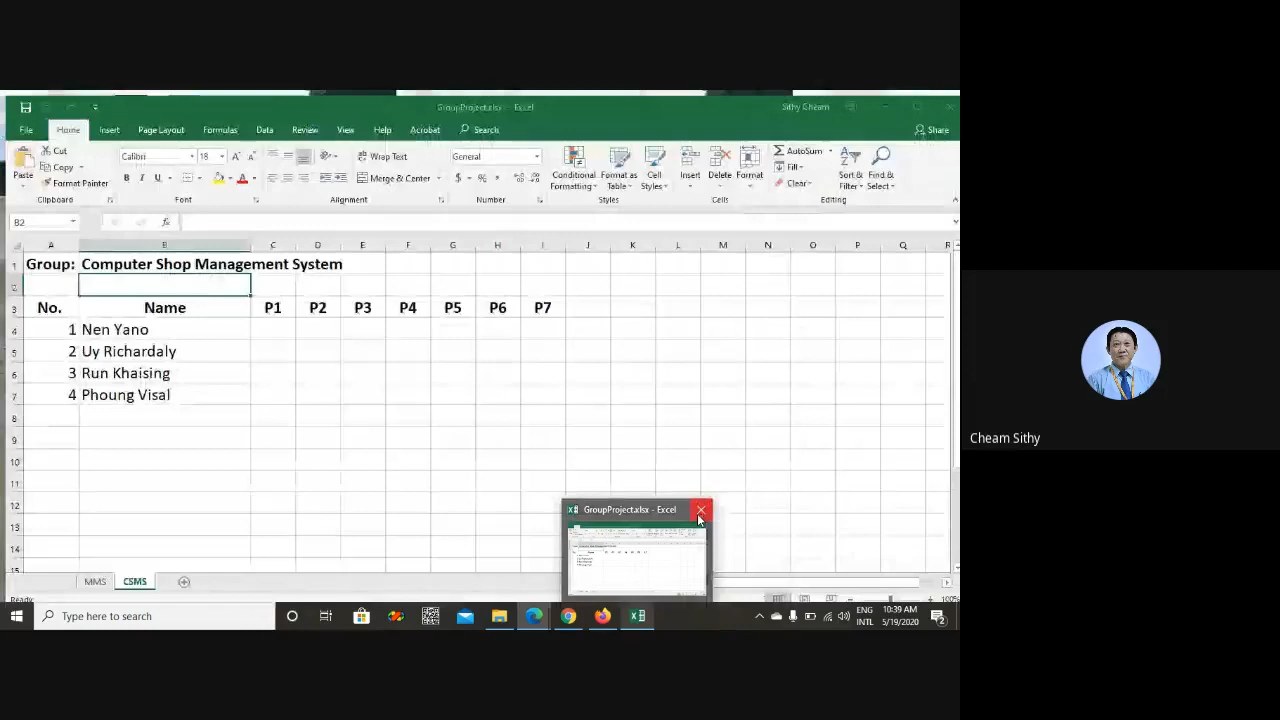 GroupProject.xlsx - Excel
Sithy Cheam
File Home Insert Page Layout Formulas Data Review View Help Acrobat Search Share
Paste
Cut
Copy
Format Painter
Clipboard
Calibri 18
B I U
Font
Wrap Text
Merge & Center
Alignment
General
$ % ,
Number
Conditional Formatting
Format as Table
Cell Styles
Styles
Insert Delete Format
Cells
AutoSum
Fill
Clear
Sort & Filter
Find & Select
Editing
B2 fx
A B C D E F G H I J K L M N O P Q R
1 Group: Computer Shop Management System
2
3 No. Name P1 P2 P3 P4 P5 P6 P7
4 1 Nen Yano
5 2 Uy Richardaly
6 3 Run Khaising
7 4 Phoung Visal
8
9
10
11
12
13
14
15
GroupProject.xlsx - Excel
MMS CSMS
Ready 100%
Type here to search
ENG
INTL
10:39 AM
5/19/2020
2
Cheam Sithy